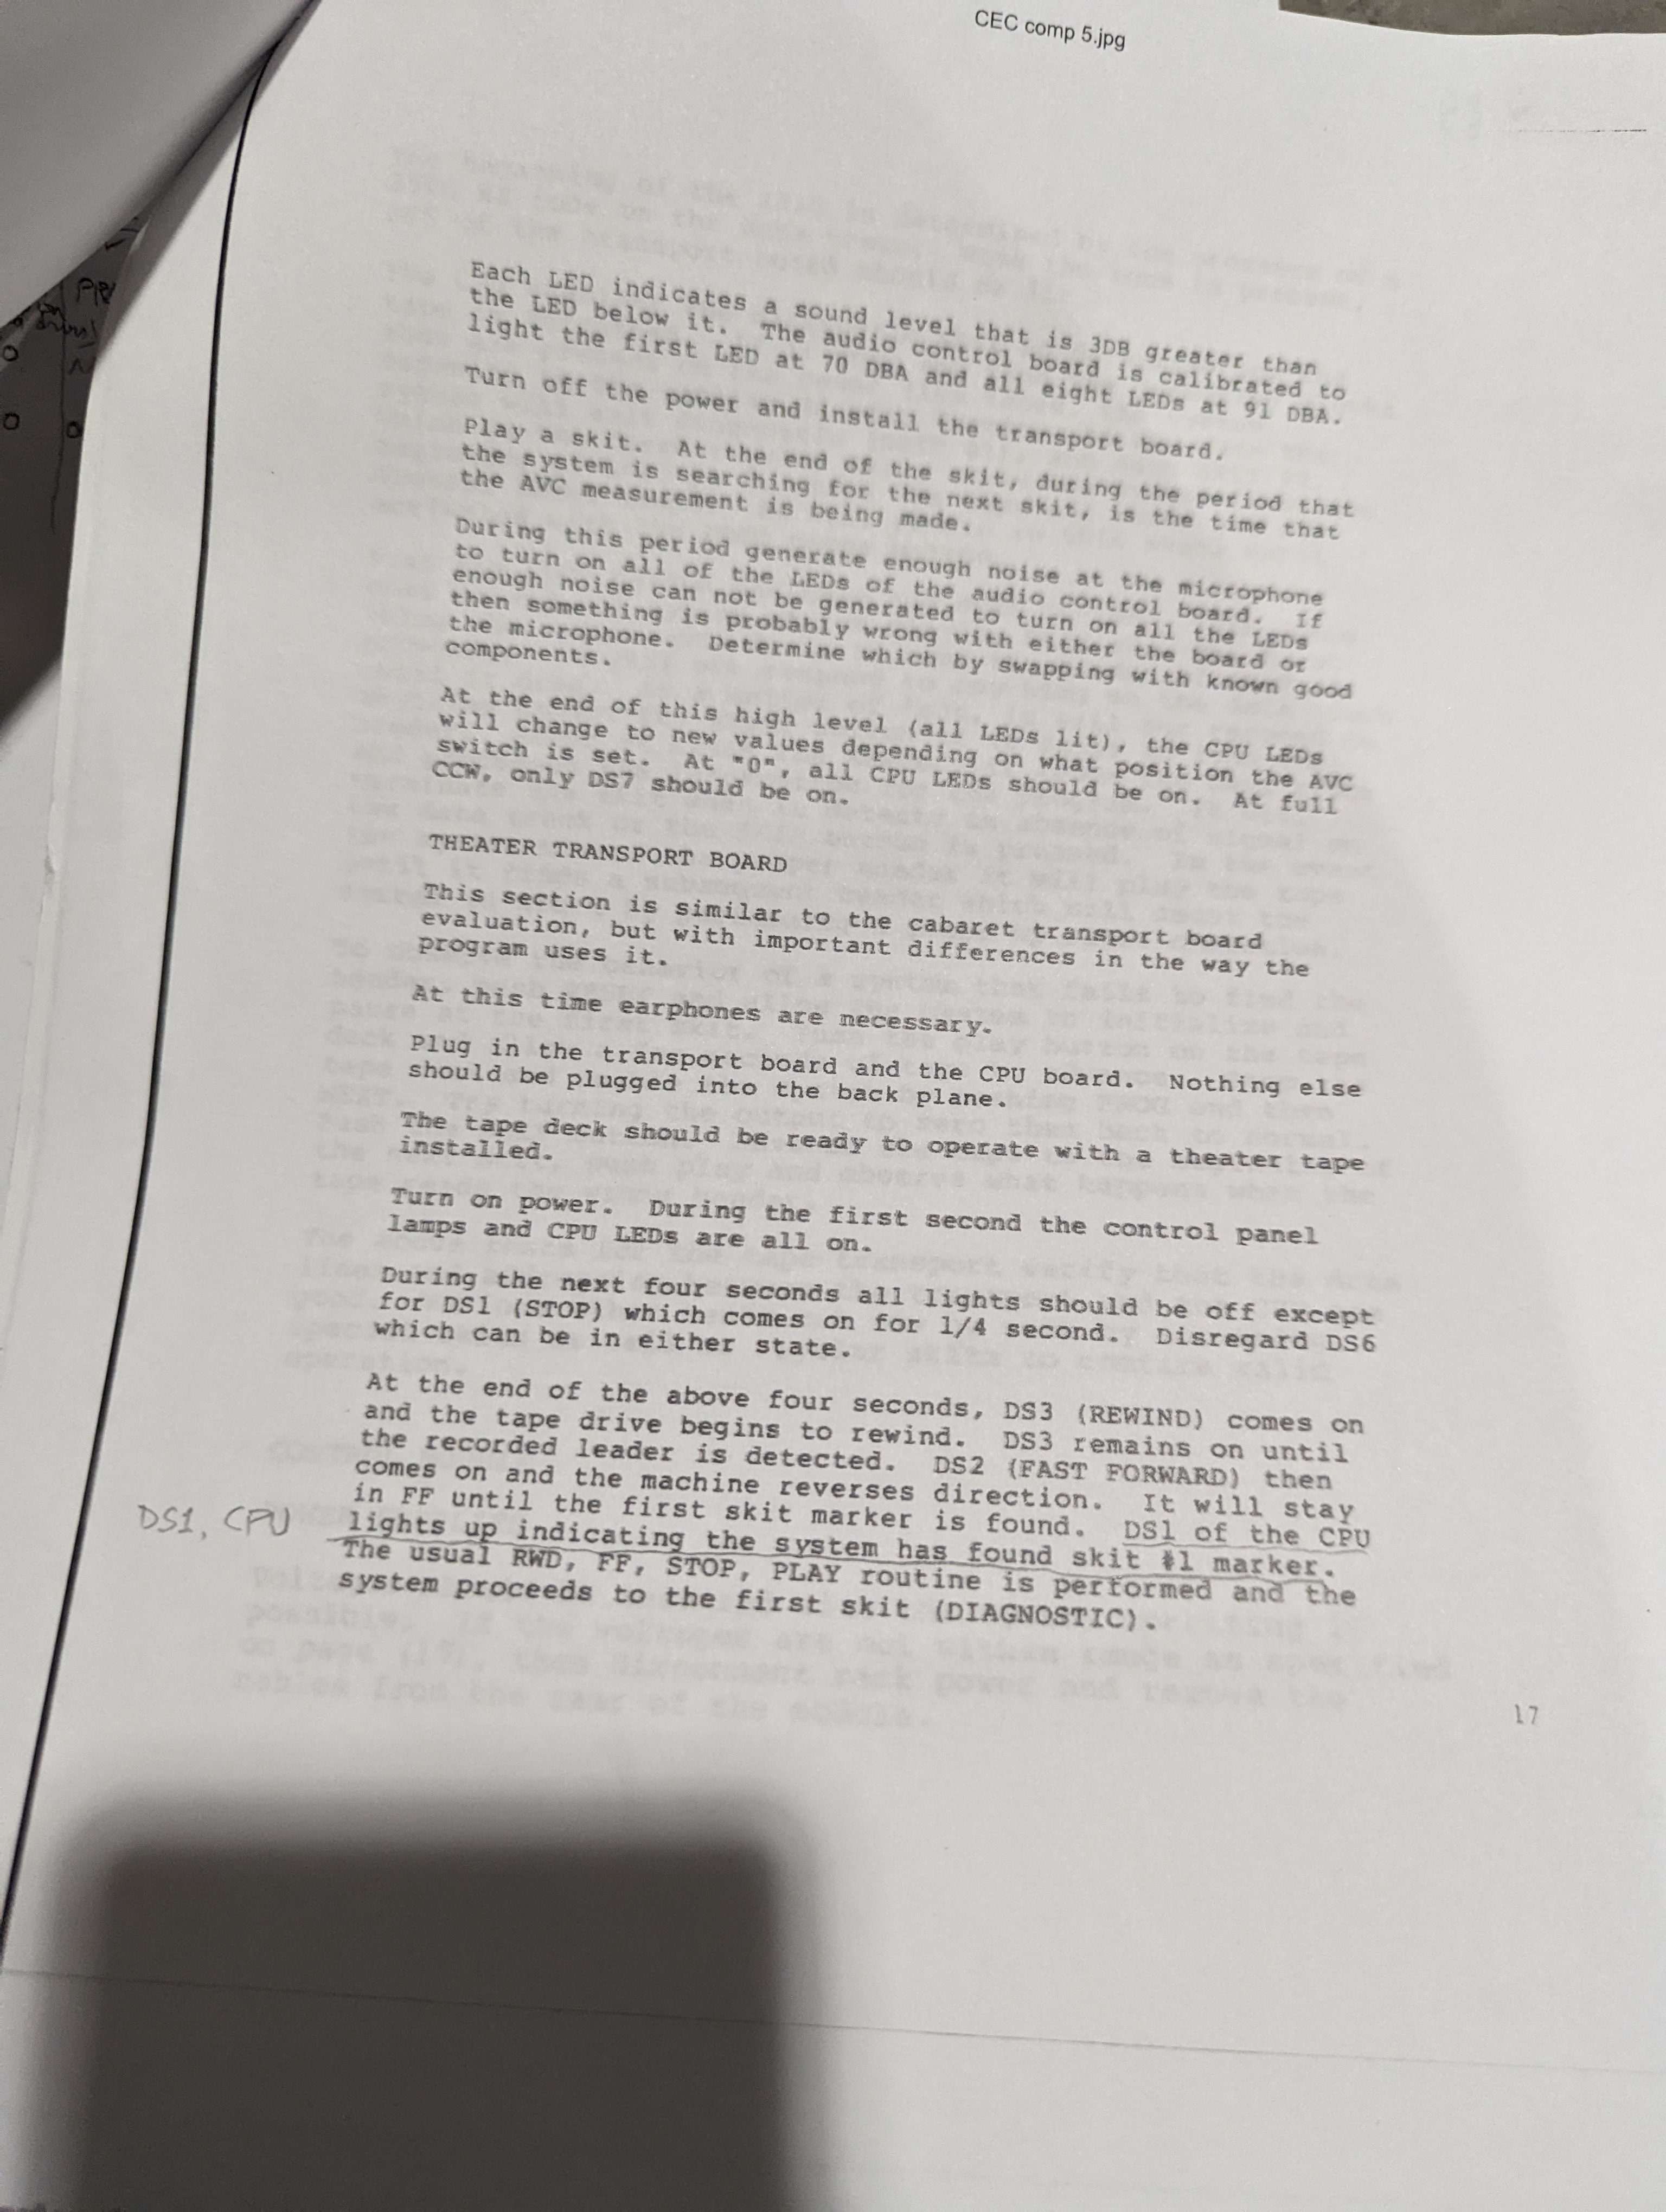 CEC comp 5.jpg
Each LED indicates a sound level that is 3DB greater than
the LED below it. The audio control board is calibrated to
light the first LED at 70 DBA and all eight LEDs at 91 DBA.
Turn off the power and install the transport board.
Play a skit. At the end of the skit, during the period that
the system is searching for the next skit, is the time that
the AVC measurement is being made.
During this period generate enough noise at the microphone
to turn on all of the LEDs of the audio control board. If
enough noise can not be generated to turn on all the LEDs
then something is probably wrong with either the board or
the microphone. Determine which by swapping with known good
components.
At the end of this high level (all LEDs lit), the CPU LEDs
will change to new values depending on what position the AVC
switch is set. At "0", all CPU LEDs should be on. At full
CCW, only DS7 should be on.
THEATER TRANSPORT BOARD
This section is similar to the cabaret transport board
evaluation, but with important differences in the way the
program uses it.
At this time earphones are necessary.
Plug in the transport board and the CPU board. Nothing else
should be plugged into the back plane.
The tape deck should be ready to operate with a theater tape
installed.
Turn on power. During the first second the control panel
lamps and CPU LEDs are all on.
During the next four seconds all lights should be off except
for DS1 (STOP) which comes on for 1/4 second. Disregard DS6
which can be in either state.
At the end of the above four seconds, DS3 (REWIND) comes on
and the tape drive begins to rewind. DS3 remains on until
the recorded leader is detected. DS2 (FAST FORWARD) then
comes on and the machine reverses direction. It will stay
in FF until the first skit marker is found. DS1 of the CPU
DS1, CPU
lights up indicating the system has found skit #1 marker.
The usual RWD, FF, STOP, PLAY routine is performed and the
system proceeds to the first skit (DIAGNOSTIC).
17